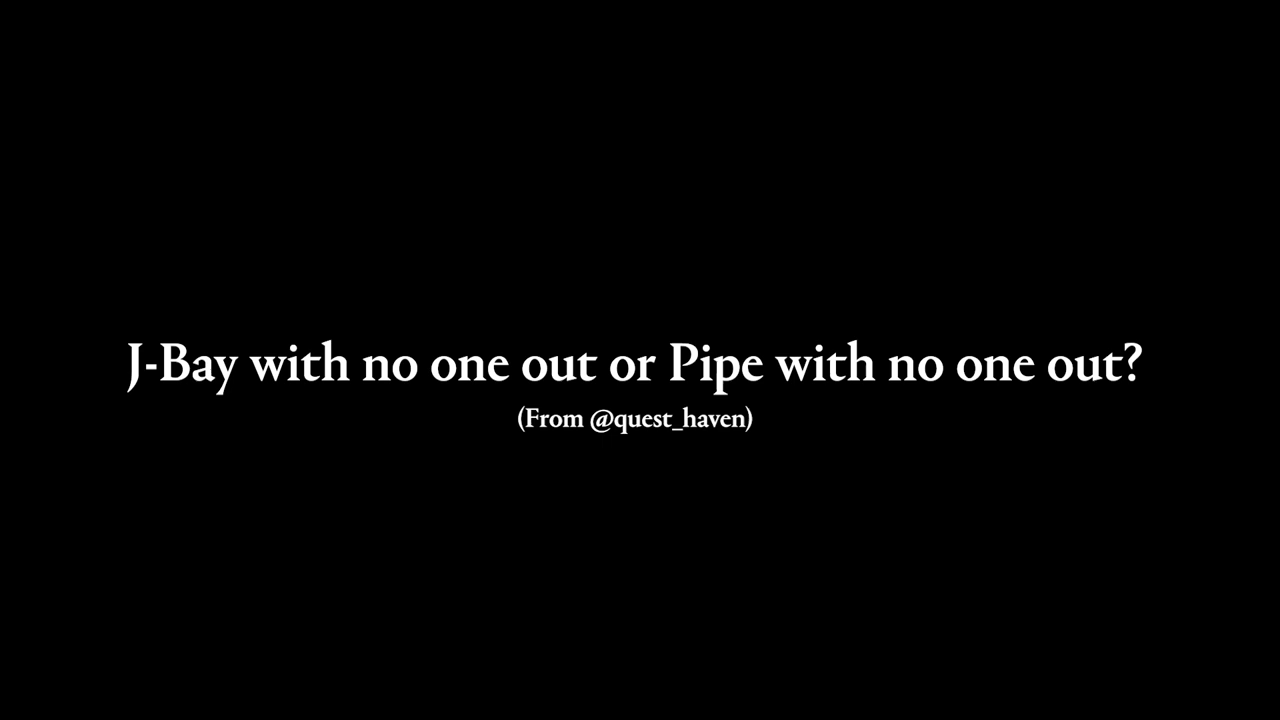 J-Bay with no one out or Pipe with no one out?
(From @quest_haven)